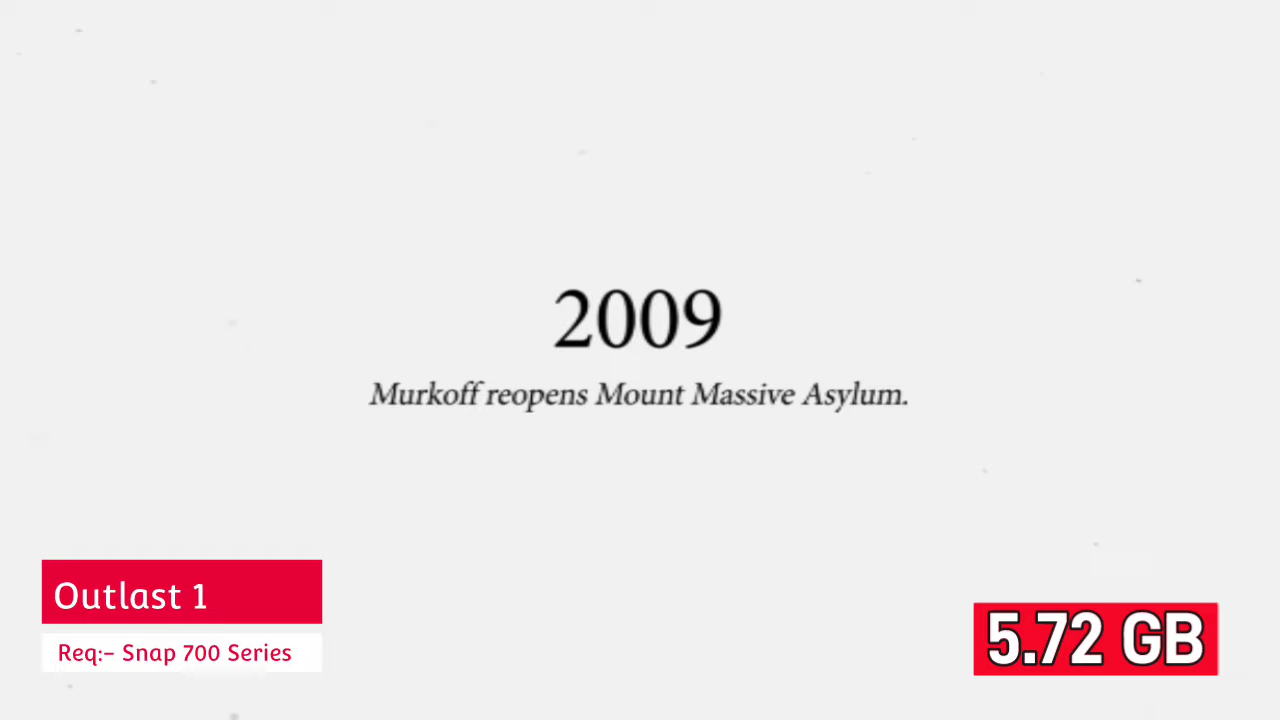 2009
Murkoff reopens Mount Massive Asylum.
Outlast 1
Req:- Snap 700 Series
5.72 GB